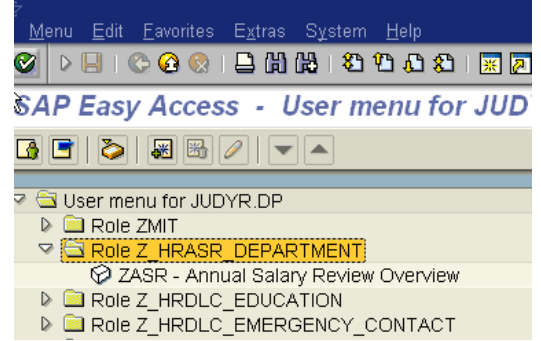 Menu Edit Favorites Extras System Help
SAP Easy Access - User menu for JUD
User menu for JUDYR.DP
Role ZMIT
Role Z_HRASR_DEPARTMENT
ZASR - Annual Salary Review Overview
Role Z_HRDLC_EDUCATION
Role Z_HRDLC_EMERGENCY_CONTACT